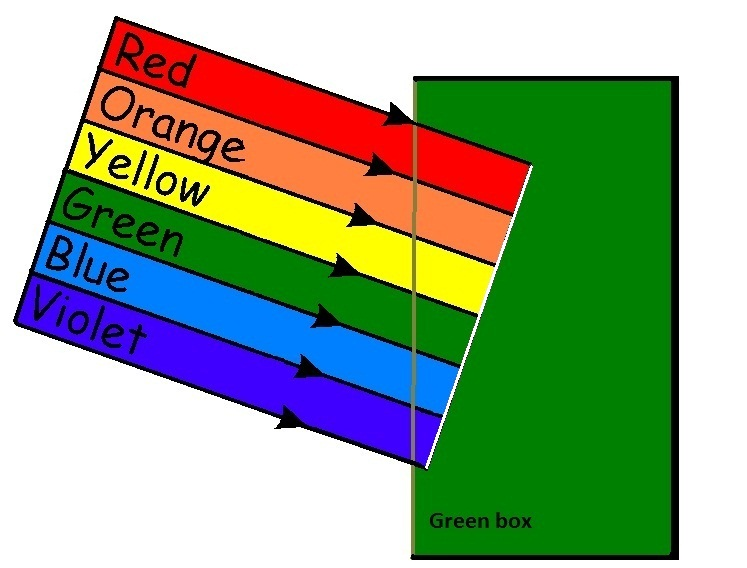 Red
Orange
Yellow
Green
Blue
Violet
Green box